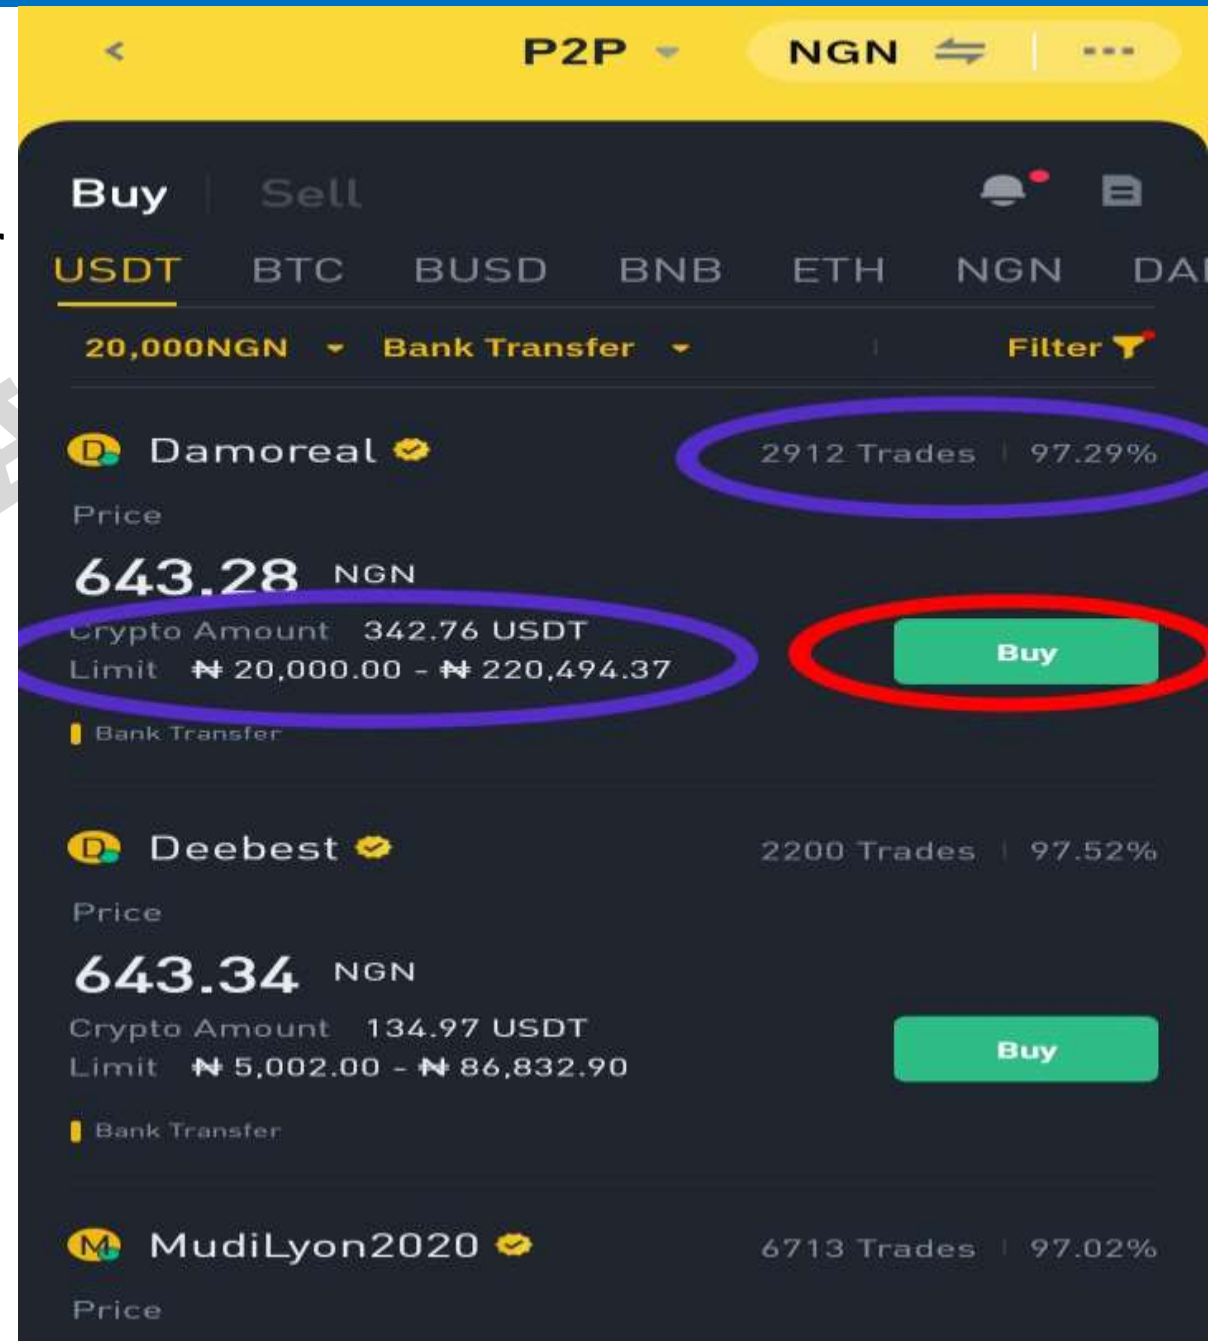 P2P NGN
Buy Sell
USDT BTC BUSD BNB ETH NGN DAI
20,000NGN Bank Transfer Filter
D Damoreal 2912 Trades 97.29%
Price
643.28 NGN
Crypto Amount 342.76 USDT
Limit ₦ 20,000.00 - ₦ 220,494.37
Buy
Bank Transfer
D Deebest 2200 Trades 97.52%
Price
643.34 NGN
Crypto Amount 134.97 USDT
Limit ₦ 5,002.00 - ₦ 86,832.90
Buy
Bank Transfer
M MudiLyon2020 6713 Trades 97.02%
Price